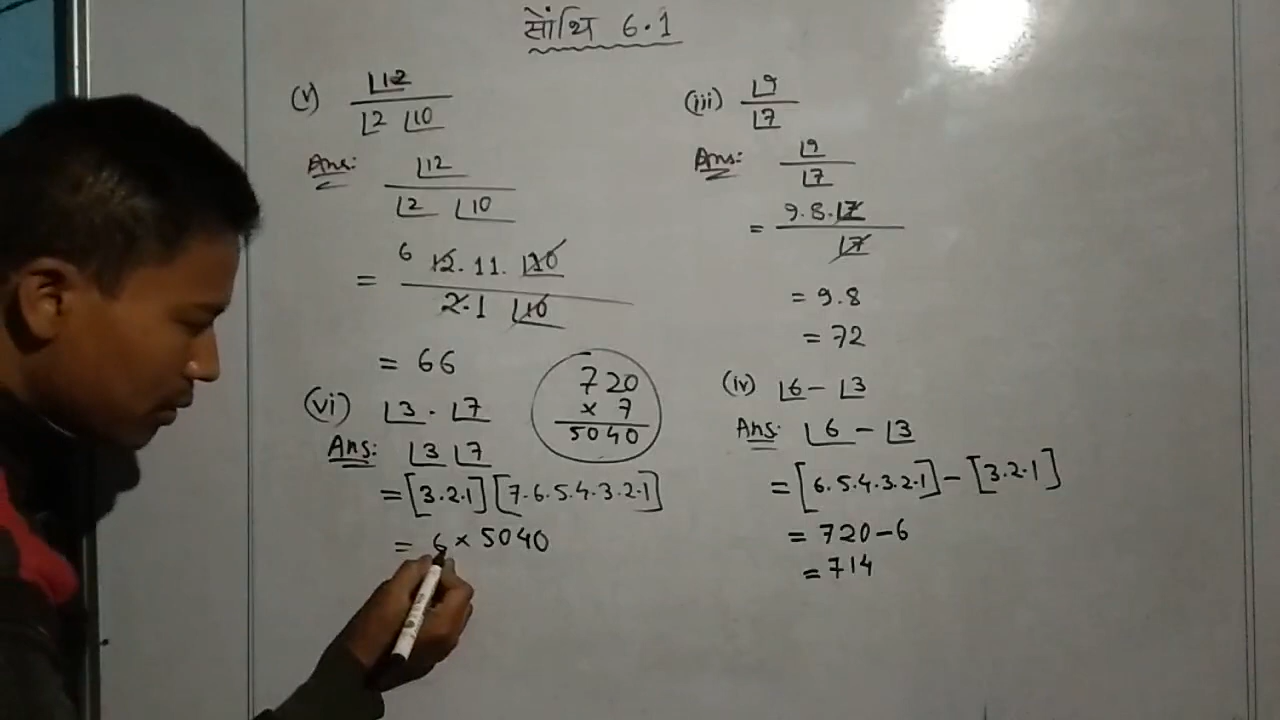 सोंथि 6.1
(v) ⌊12
⌊2 ⌊10
Ans: ⌊12
⌊2 ⌊10
= 6 12. 11. ⌊10
2.1 ⌊10
= 66
(vi) ⌊3 . ⌊7
Ans: ⌊3 ⌊7
= [3.2.1] [7.6.5.4.3.2.1]
= 6 × 5040
720
× 7
5040
(iii) ⌊9
⌊7
Ans: ⌊9
⌊7
= 9.8.⌊7
⌊7
= 9.8
= 72
(iv) ⌊6 - ⌊3
Ans: ⌊6 - ⌊3
= [6.5.4.3.2.1] - [3.2.1]
= 720-6
= 714